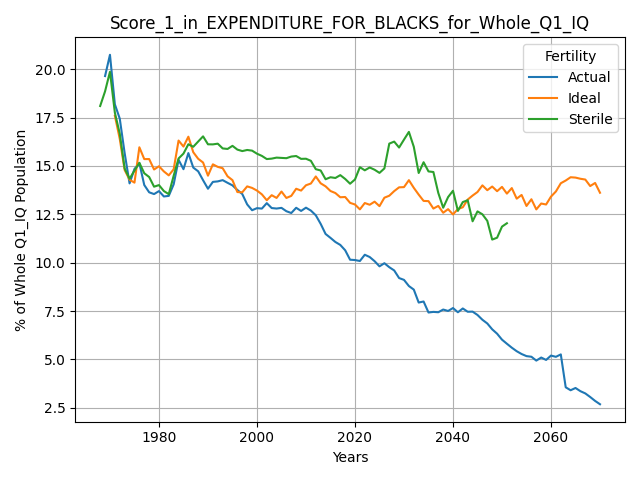 Score_1_in_EXPENDITURE_FOR_BLACKS_for_Whole_Q1_IQ
Fertility
Actual
Ideal
Sterile
% of Whole Q1_IQ Population
20.0
17.5
15.0
12.5
10.0
7.5
5.0
2.5
1980 2000 2020 2040 2060
Years